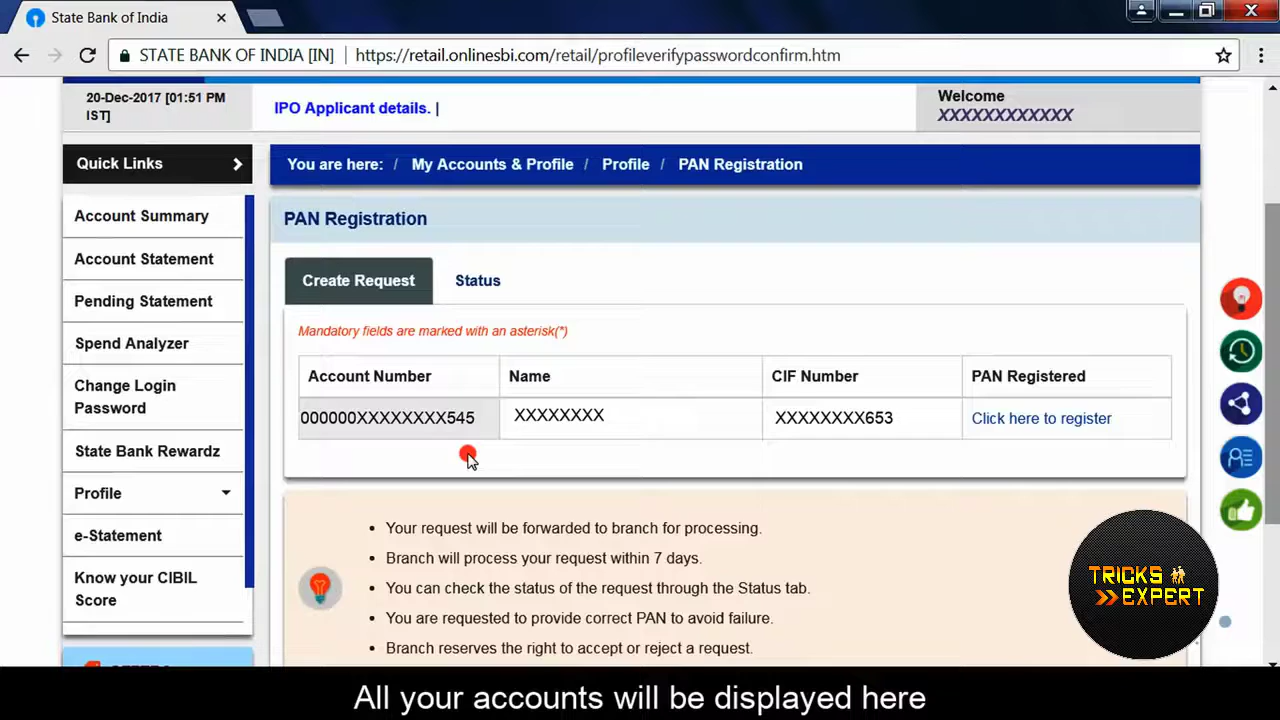 State Bank of India
STATE BANK OF INDIA [IN] | https://retail.onlinesbi.com/retail/profileverifypasswordconfirm.htm
20-Dec-2017 [01:51 PM IST]
IPO Applicant details. |
Welcome
XXXXXXXXXXXX
Quick Links
Account Summary
Account Statement
Pending Statement
Spend Analyzer
Change Login
Password
State Bank Rewardz
Profile
e-Statement
Know your CIBIL
Score
You are here: / My Accounts & Profile / Profile / PAN Registration
PAN Registration
Create Request Status
Mandatory fields are marked with an asterisk(*)
Account Number Name CIF Number PAN Registered
000000XXXXXXXX545 XXXXXXXX XXXXXXXX653 Click here to register
Your request will be forwarded to branch for processing.
Branch will process your request within 7 days.
You can check the status of the request through the Status tab.
You are requested to provide correct PAN to avoid failure.
Branch reserves the right to accept or reject a request.
TRICKS
EXPERT
All your accounts will be displayed here